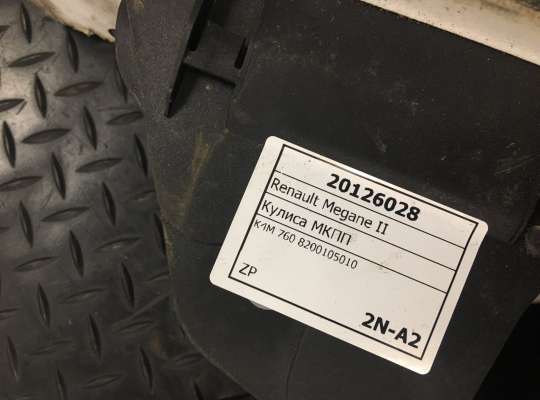 20126028
Renault Megane II
Кулиса МКПП
K4M 760 8200105010
ZP
2N-A2